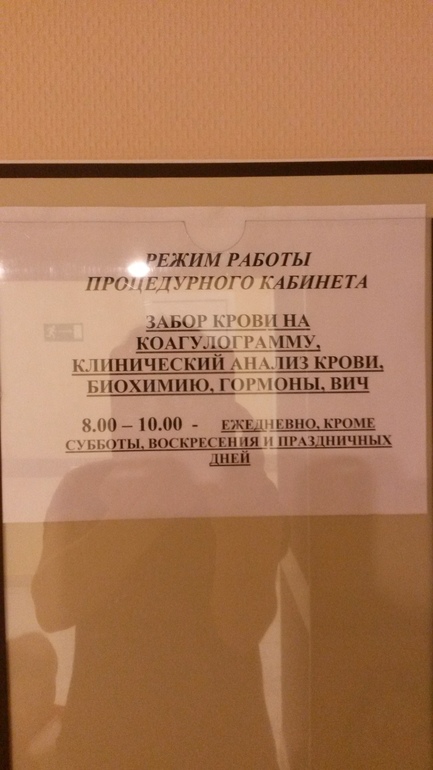 РЕЖИМ РАБОТЫ
ПРОЦЕДУРНОГО КАБИНЕТА
ЗАБОР КРОВИ НА
КОАГУЛОГРАММУ,
КЛИНИЧЕСКИЙ АНАЛИЗ КРОВИ,
БИОХИМИЮ, ГОРМОНЫ, ВИЧ
8.00 – 10.00 - ЕЖЕДНЕВНО, КРОМЕ
СУББОТЫ, ВОСКРЕСЕНИЯ И ПРАЗДНИЧНЫХ
ДНЕЙ